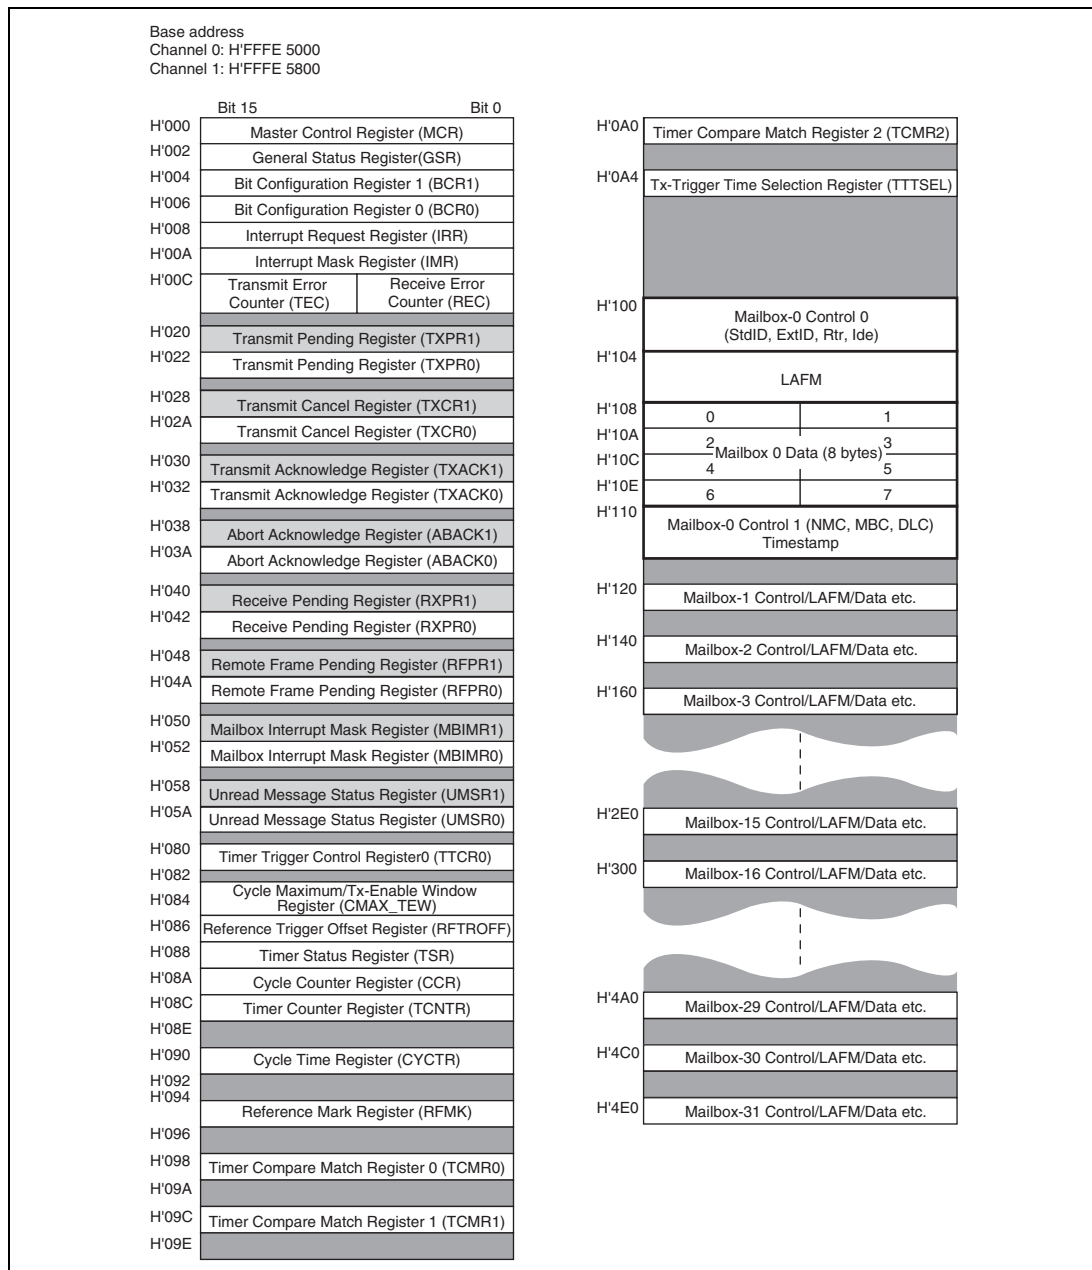 Base address
Channel 0: H'FFFE 5000
Channel 1: H'FFFE 5800
Bit 15 Bit 0
H'000 Master Control Register (MCR)
H'002 General Status Register(GSR)
H'004 Bit Configuration Register 1 (BCR1)
H'006 Bit Configuration Register 0 (BCR0)
H'008 Interrupt Request Register (IRR)
H'00A Interrupt Mask Register (IMR)
H'00C Transmit Error Receive Error
Counter (TEC) Counter (REC)
H'020 Transmit Pending Register (TXPR1)
H'022 Transmit Pending Register (TXPR0)
H'028 Transmit Cancel Register (TXCR1)
H'02A Transmit Cancel Register (TXCR0)
H'030 Transmit Acknowledge Register (TXACK1)
H'032 Transmit Acknowledge Register (TXACK0)
H'038 Abort Acknowledge Register (ABACK1)
H'03A Abort Acknowledge Register (ABACK0)
H'040 Receive Pending Register (RXPR1)
H'042 Receive Pending Register (RXPR0)
H'048 Remote Frame Pending Register (RFPR1)
H'04A Remote Frame Pending Register (RFPR0)
H'050 Mailbox Interrupt Mask Register (MBIMR1)
H'052 Mailbox Interrupt Mask Register (MBIMR0)
H'058 Unread Message Status Register (UMSR1)
H'05A Unread Message Status Register (UMSR0)
H'080 Timer Trigger Control Register0 (TTCR0)
H'082
H'084 Cycle Maximum/Tx-Enable Window
Register (CMAX_TEW)
H'086 Reference Trigger Offset Register (RFTROFF)
H'088 Timer Status Register (TSR)
H'08A Cycle Counter Register (CCR)
H'08C Timer Counter Register (TCNTR)
H'08E
H'090 Cycle Time Register (CYCTR)
H'092
H'094 Reference Mark Register (RFMK)
H'096
H'098 Timer Compare Match Register 0 (TCMR0)
H'09A
H'09C Timer Compare Match Register 1 (TCMR1)
H'09E
H'0A0 Timer Compare Match Register 2 (TCMR2)
H'0A4 Tx-Trigger Time Selection Register (TTTSEL)
H'100 Mailbox-0 Control 0
(StdID, ExtID, Rtr, Ide)
H'104 LAFM
H'108 0 1
H'10A 2 3
Mailbox 0 Data (8 bytes)
H'10C 4 5
H'10E 6 7
H'110 Mailbox-0 Control 1 (NMC, MBC, DLC)
Timestamp
H'120 Mailbox-1 Control/LAFM/Data etc.
H'140 Mailbox-2 Control/LAFM/Data etc.
H'160 Mailbox-3 Control/LAFM/Data etc.
H'2E0 Mailbox-15 Control/LAFM/Data etc.
H'300 Mailbox-16 Control/LAFM/Data etc.
H'4A0 Mailbox-29 Control/LAFM/Data etc.
H'4C0 Mailbox-30 Control/LAFM/Data etc.
H'4E0 Mailbox-31 Control/LAFM/Data etc.